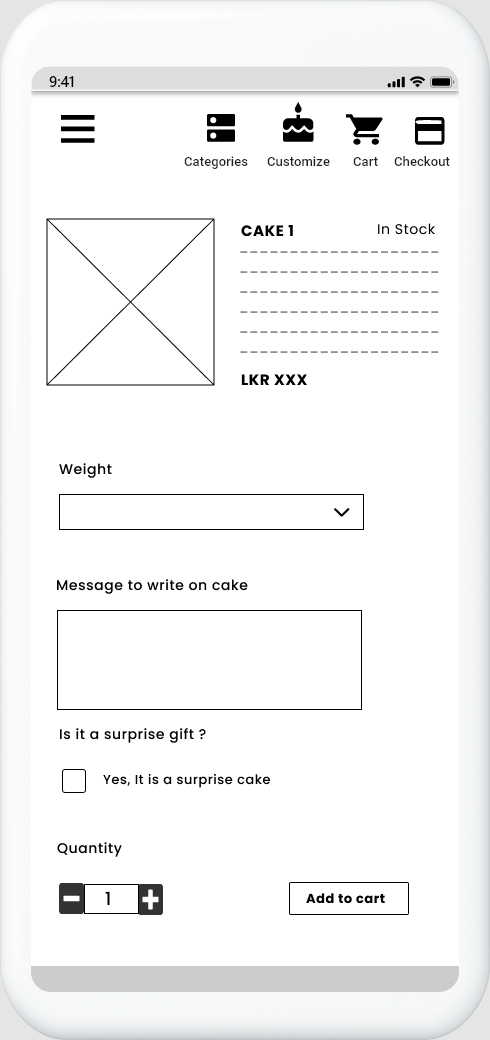 9:41
Categories Customize Cart Checkout
CAKE 1 In Stock
LKR XXX
Weight
Message to write on cake
Is it a surprise gift ?
Yes, It is a surprise cake
Quantity
1 Add to cart